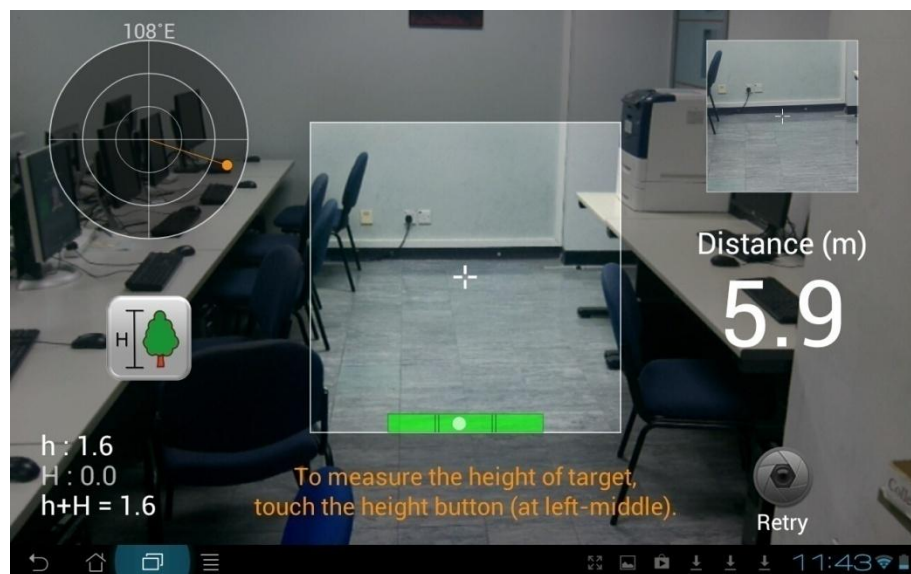 108°E
Distance (m)
5.9
H
h : 1.6
H : 0.0
h+H = 1.6
To measure the height of target,
touch the height button (at left-middle).
Retry
11:43